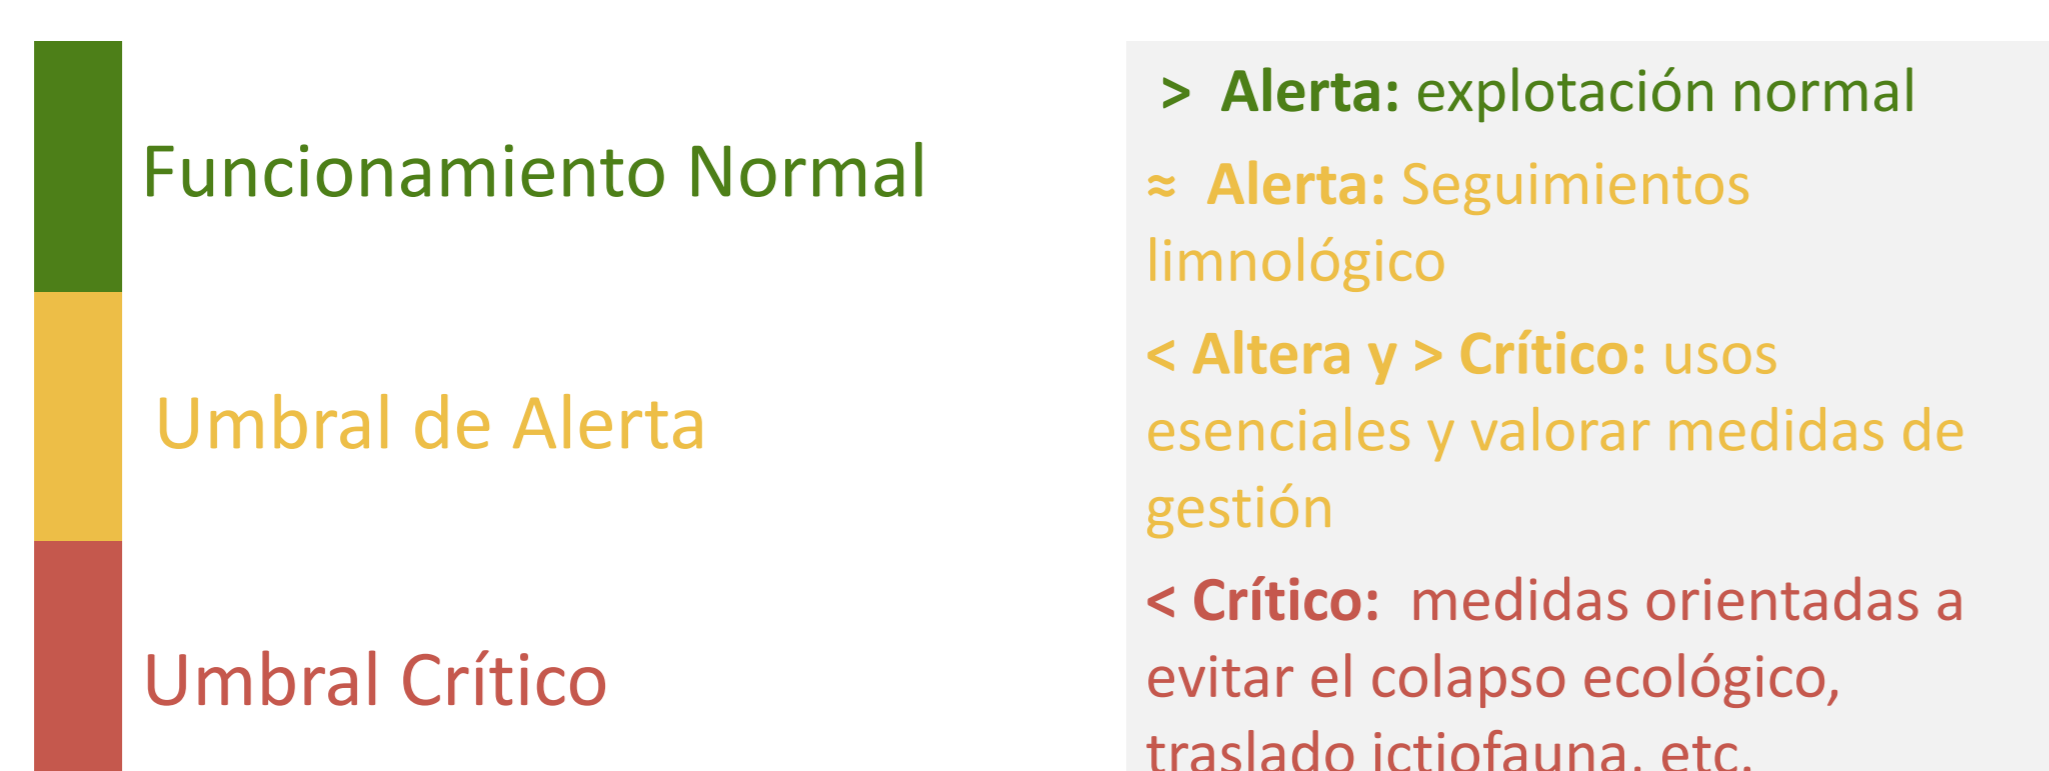 Funcionamiento Normal
Umbral de Alerta
Umbral Crítico
> Alerta: explotación normal
≈ Alerta: Seguimientos
limnológico
< Altera y > Crítico: usos
esenciales y valorar medidas de
gestión
< Crítico: medidas orientadas a
evitar el colapso ecológico,
traslado ictiofauna, etc.